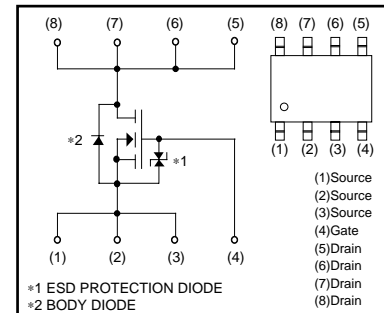 (8) (7) (6) (5)
(8) (7) (6) (5)
*2
*1
(1) (2) (3) (4)
(1)Source
(2)Source
(3)Source
(4)Gate
(5)Drain
(6)Drain
(7)Drain
(8)Drain
(1) (2) (3) (4)
*1 ESD PROTECTION DIODE
*2 BODY DIODE